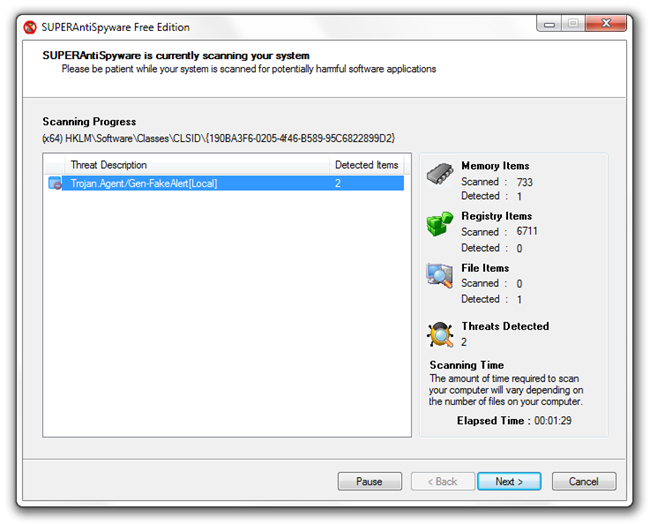 SUPERAntiSpyware Free Edition
SUPERAntiSpyware is currently scanning your system
Please be patient while your system is scanned for potentially harmful software applications
Scanning Progress
(x64) HKLM\Software\Classes\CLSID\{190BA3F6-0205-4f46-B589-95C6822899D2}
Threat Description Detected Items
Trojan.Agent/Gen-FakeAlert[Local] 2
Memory Items
Scanned : 733
Detected : 1
Registry Items
Scanned : 6711
Detected : 0
File Items
Scanned : 0
Detected : 1
Threats Detected
2
Scanning Time
The amount of time required to scan
your computer will vary depending on
the number of files on your computer.
Elapsed Time : 00:01:29
Pause < Back Next > Cancel